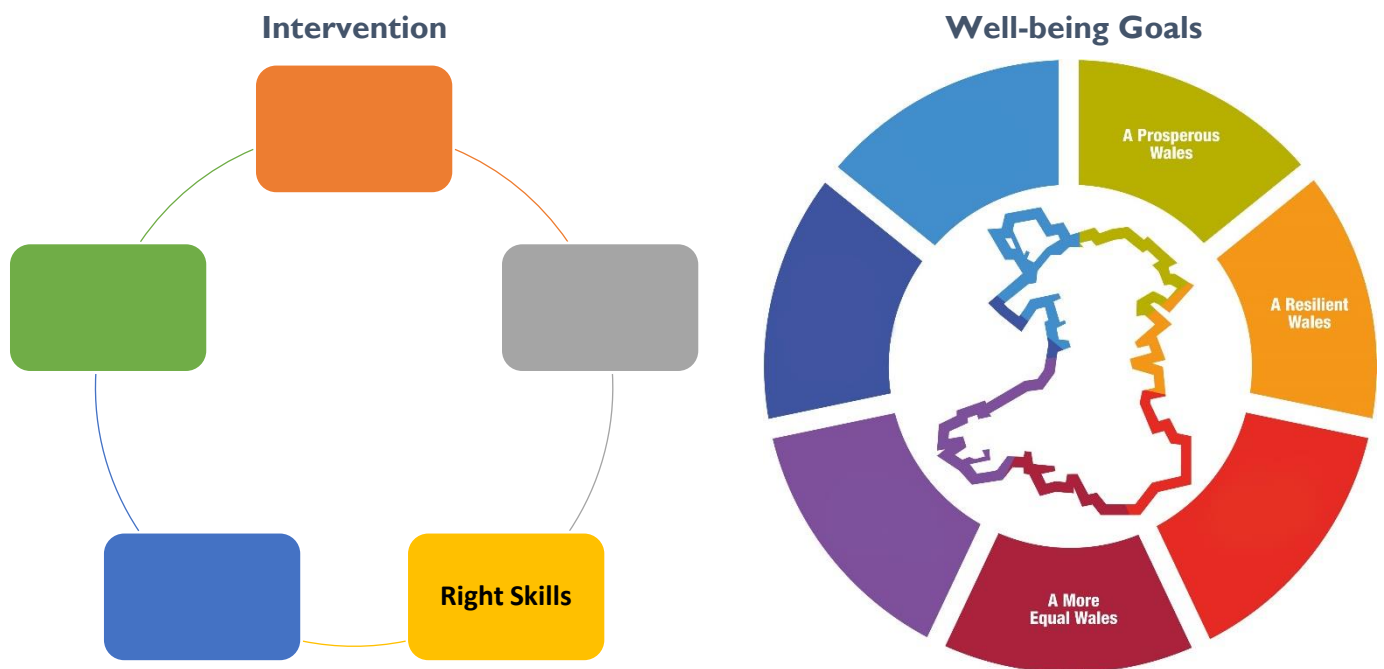 Intervention
Well-being Goals
Right Skills
A Prosperous
Wales
A Resilient
Wales
A More
Equal Wales